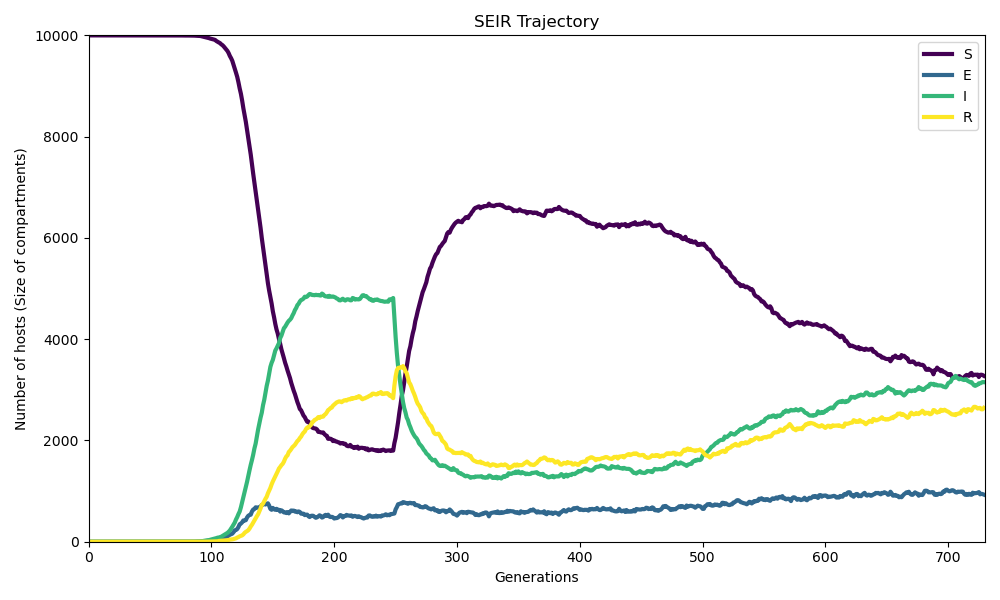 SEIR Trajectory
Number of hosts (Size of compartments)
10000
8000
6000
4000
2000
0
S
E
I
R
0 100 200 300 400 500 600 700
Generations